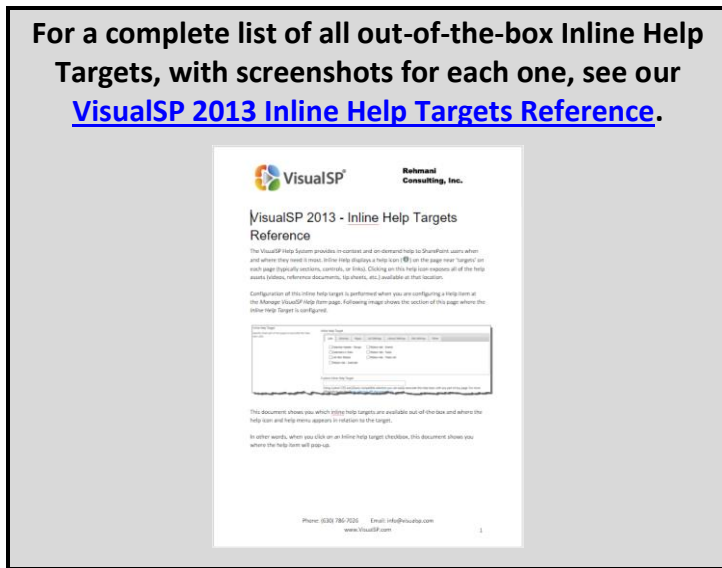 For a complete list of all out-of-the-box Inline Help
Targets, with screenshots for each one, see our
VisualSP 2013 Inline Help Targets Reference.
VisualSP®
Rehmani
Consulting, Inc.
VisualSP 2013 - Inline Help Targets
Reference
The VisualSP Help System provides in-context and on-demand help to SharePoint users when
and where they need it most. Inline Help displays a help icon ( ) on the page near 'targets' on
each page (typically sections, controls, or links). Clicking on this help icon exposes all of the help
assets (videos, reference documents, tip sheets, etc.) available at that location.
Configuration of this inline help target is performed when you are configuring a Help Item at
the Manage VisualSP Help Item page. Following image shows the section of this page where the
Inline Help Target is configured.
Inline Help Target
This document shows you which inline help targets are available out-of-the-box and where the
help icon and help menu appears in relation to the target.
In other words, when you click on an Inline help target checkbox, this document shows you
where the help item will pop-up.
Phone: (630) 786-7026 Email: info@visualsp.com
www.VisualSP.com 1